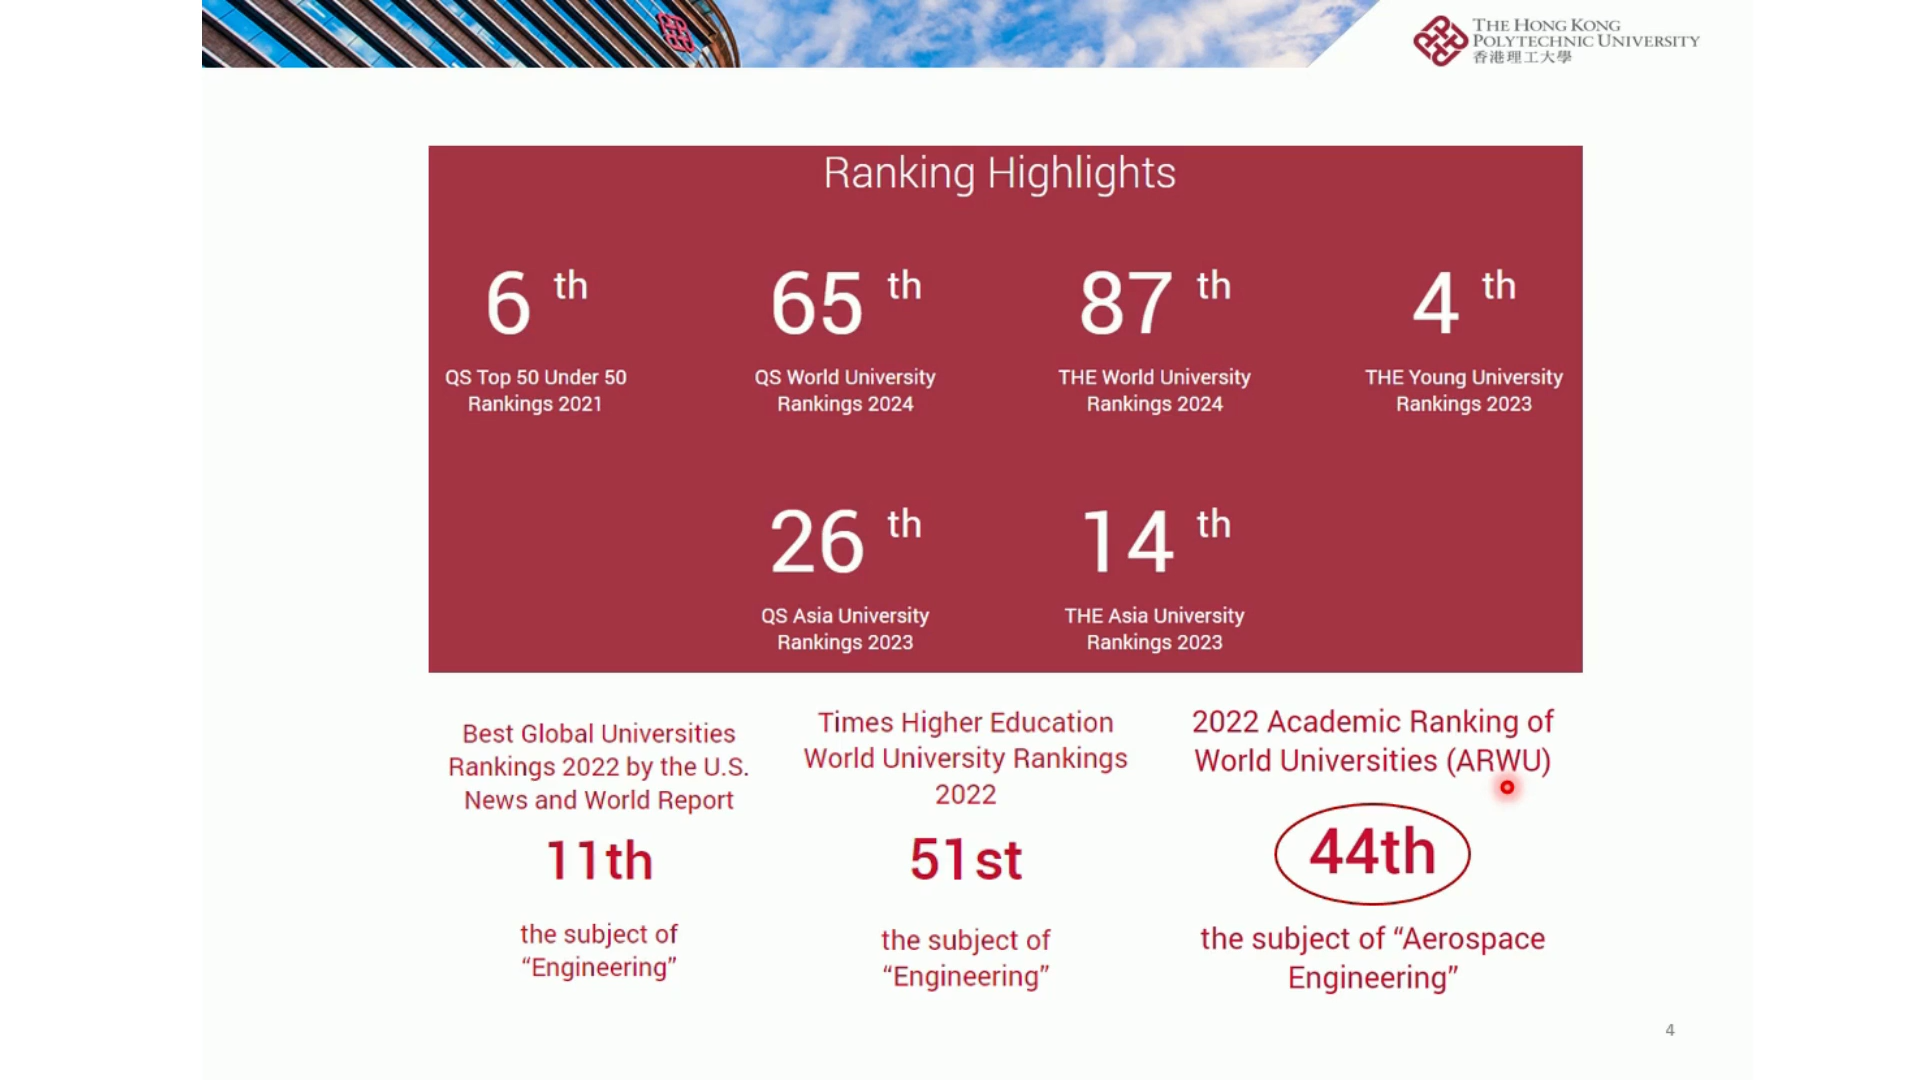 THE HONG KONG
POLYTECHNIC UNIVERSITY
香港理工大學
Ranking Highlights
6 th
QS Top 50 Under 50
Rankings 2021
65 th
QS World University
Rankings 2024
87 th
THE World University
Rankings 2024
4 th
THE Young University
Rankings 2023
26 th
QS Asia University
Rankings 2023
14 th
THE Asia University
Rankings 2023
Best Global Universities
Rankings 2022 by the U.S.
News and World Report
11th
the subject of
“Engineering”
Times Higher Education
World University Rankings
2022
51st
the subject of
“Engineering”
2022 Academic Ranking of
World Universities (ARWU)
44th
the subject of “Aerospace
Engineering”
4